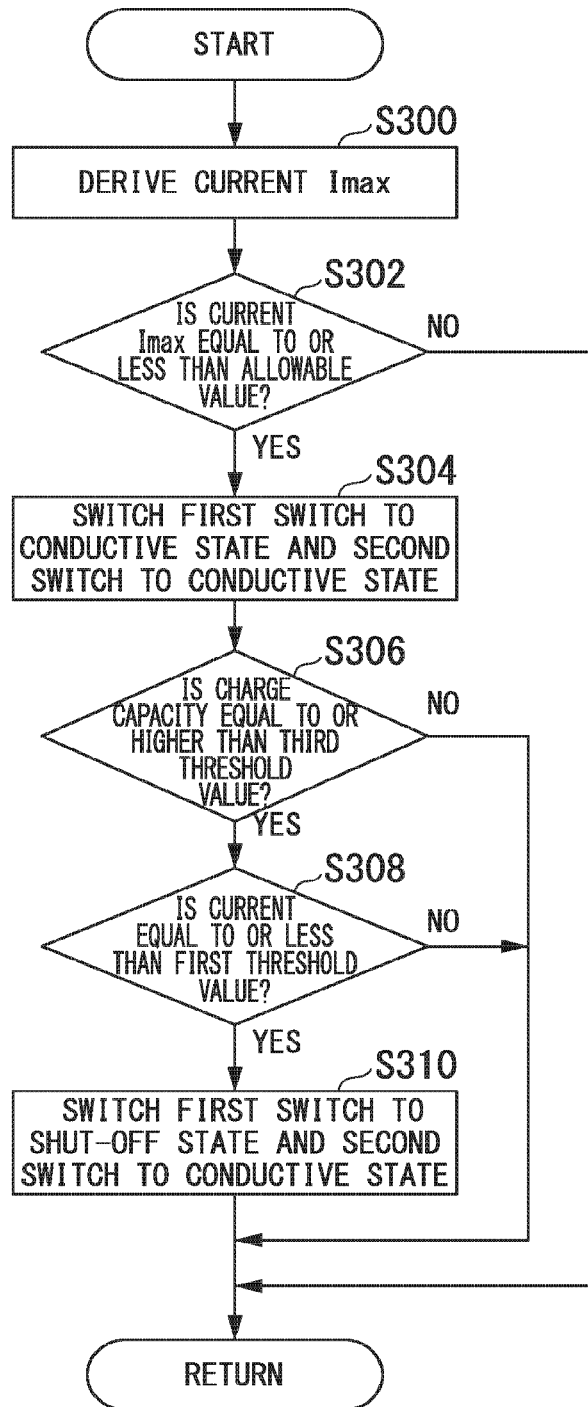 START
S300
DERIVE CURRENT Imax
S302
IS CURRENT
Imax EQUAL TO OR
LESS THAN ALLOWABLE
VALUE?
NO
YES
S304
SWITCH FIRST SWITCH TO
CONDUCTIVE STATE AND SECOND
SWITCH TO CONDUCTIVE STATE
S306
IS CHARGE
CAPACITY EQUAL TO OR
HIGHER THAN THIRD
THRESHOLD
VALUE?
NO
YES
S308
IS CURRENT
EQUAL TO OR LESS
THAN FIRST THRESHOLD
VALUE?
NO
YES
S310
SWITCH FIRST SWITCH TO
SHUT-OFF STATE AND SECOND
SWITCH TO CONDUCTIVE STATE
RETURN